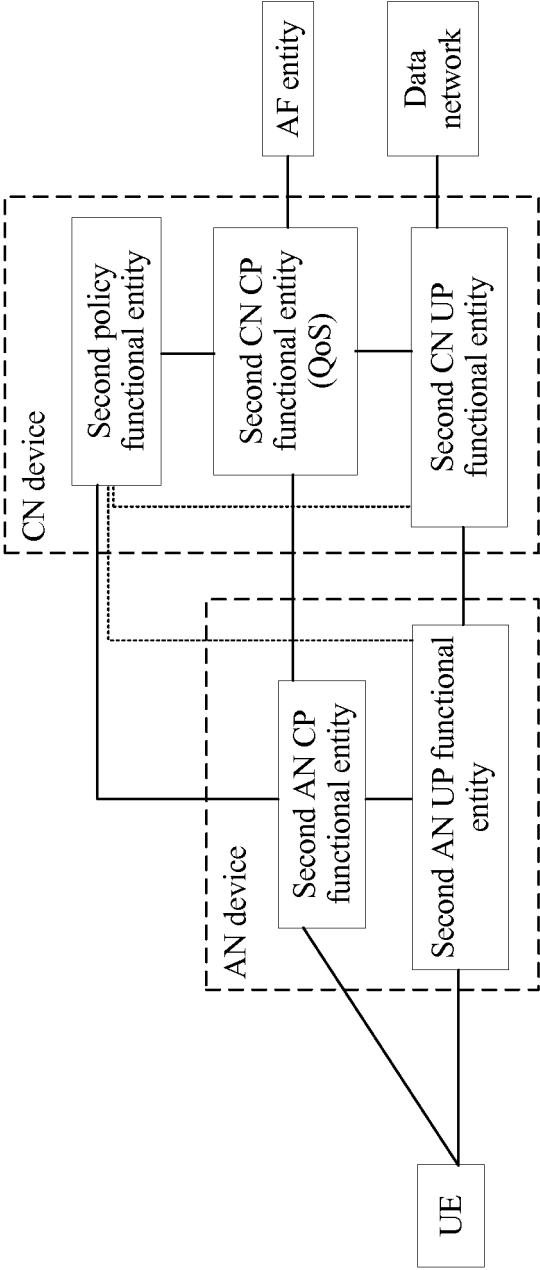 CN device
Second policy
functional entity
AF entity
Second CN CP
functional entity
(QoS)
Data
network
Second CN UP
functional entity
AN device
Second AN CP
functional entity
Second AN UP functional
entity
UE